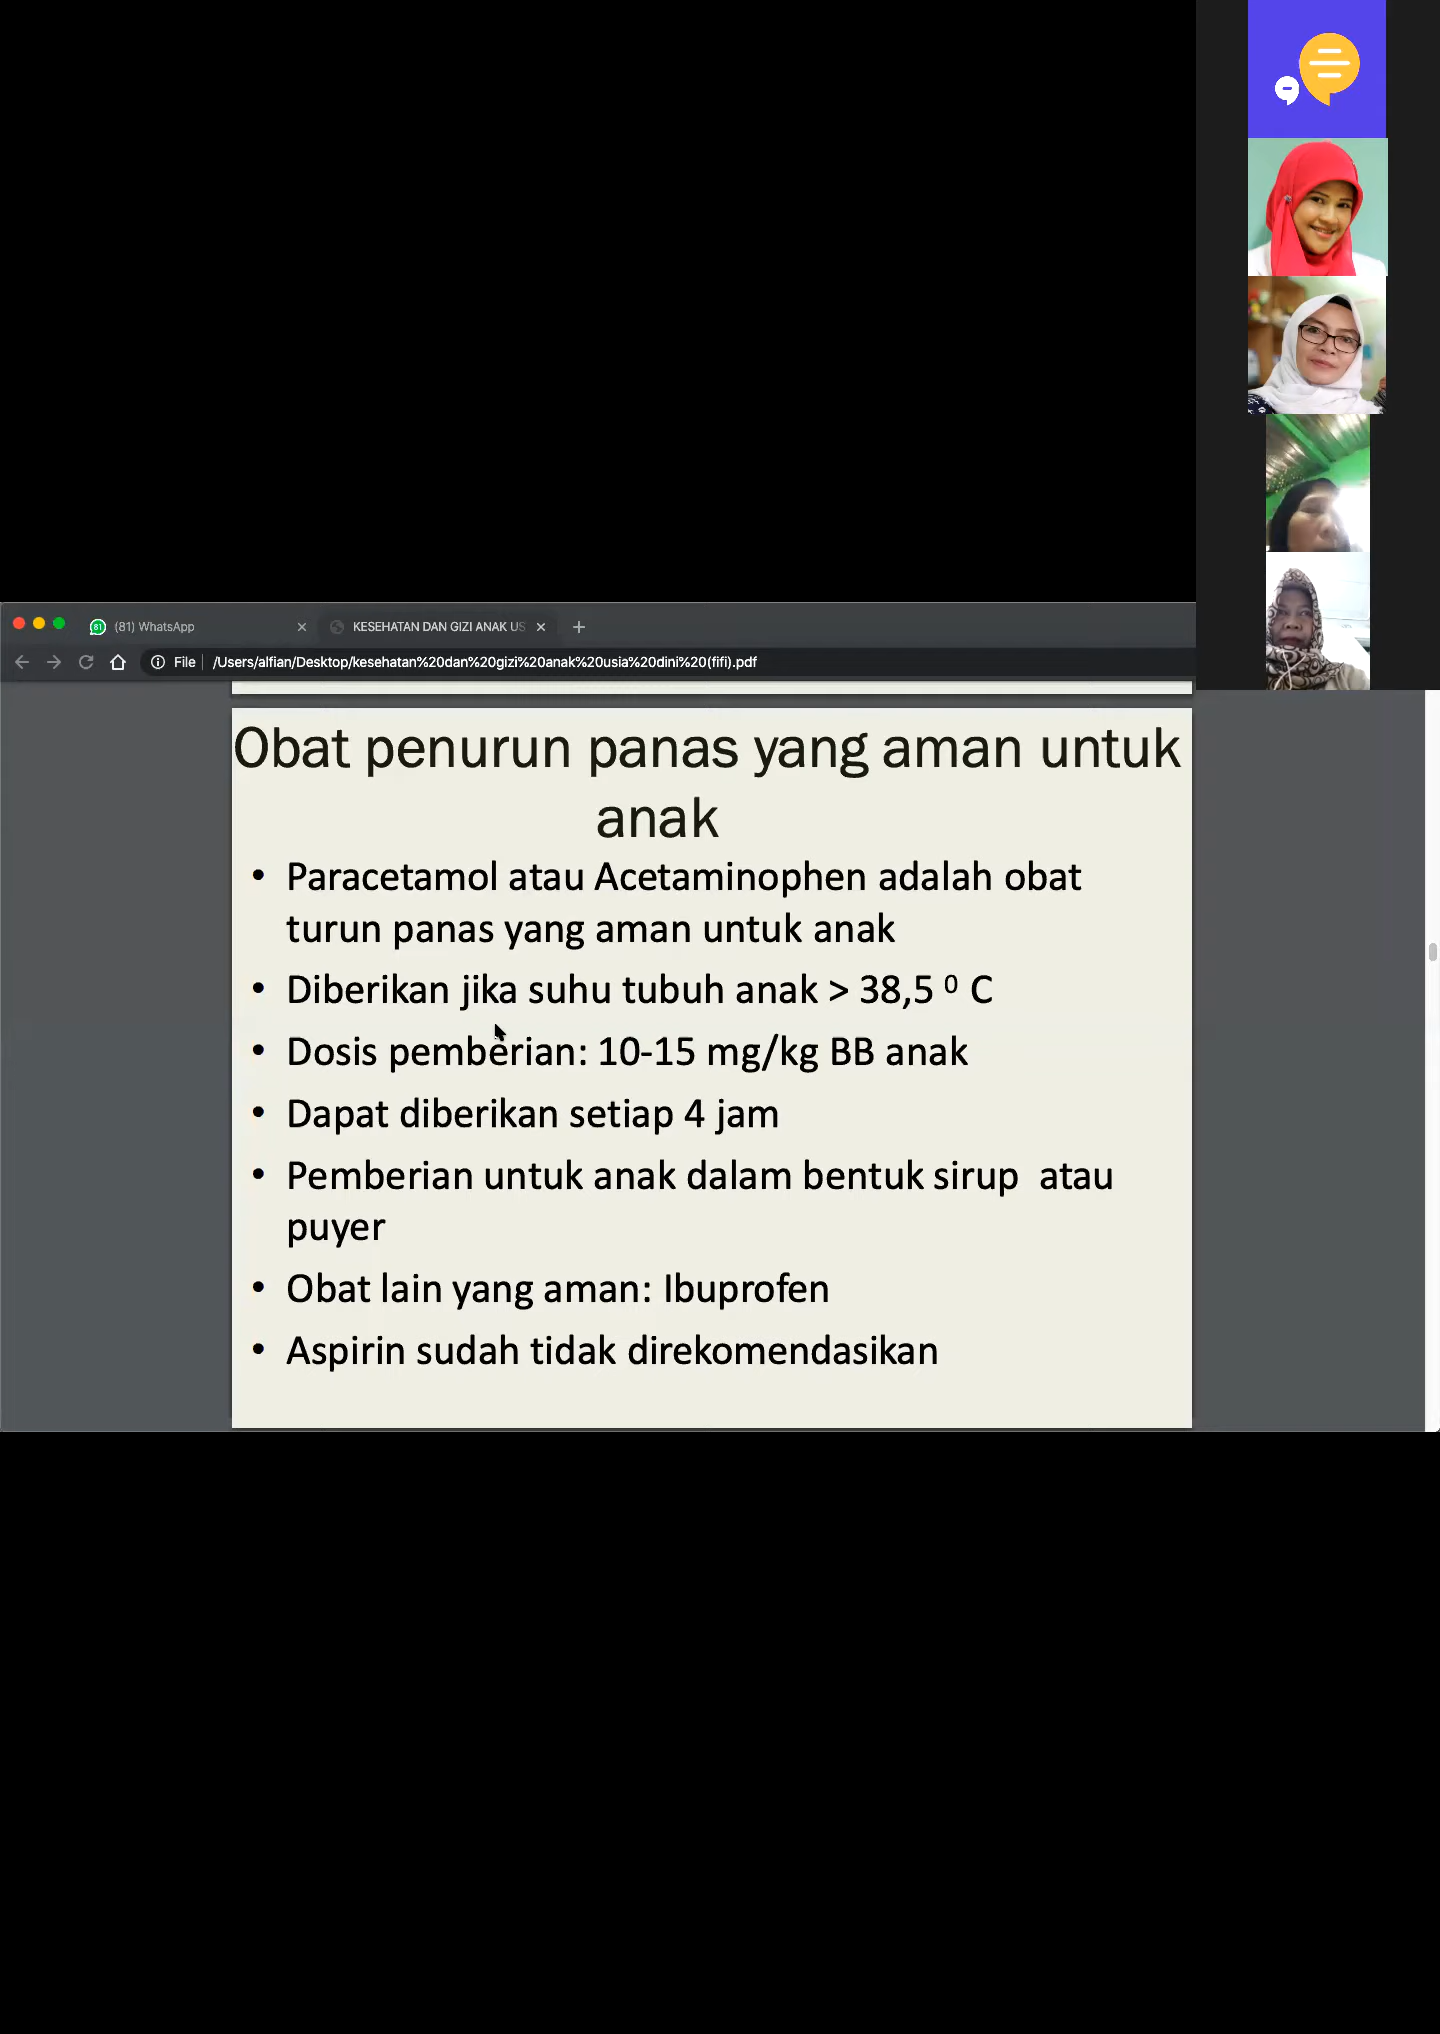 (81) WhatsApp
KESEHATAN DAN GIZI ANAK US
File
/Users/alfian/Desktop/kesehatan%20dan%20gizi%20anak%20usia%20dini%20(fifi).pdf
Obat penurun panas yang aman untuk
anak
• Paracetamol atau Acetaminophen adalah obat
turun panas yang aman untuk anak
• Diberikan jika suhu tubuh anak > 38,5 ⁰ C
• Dosis pemberian: 10-15 mg/kg BB anak
• Dapat diberikan setiap 4 jam
• Pemberian untuk anak dalam bentuk sirup  atau
puyer
• Obat lain yang aman: Ibuprofen
• Aspirin sudah tidak direkomendasikan